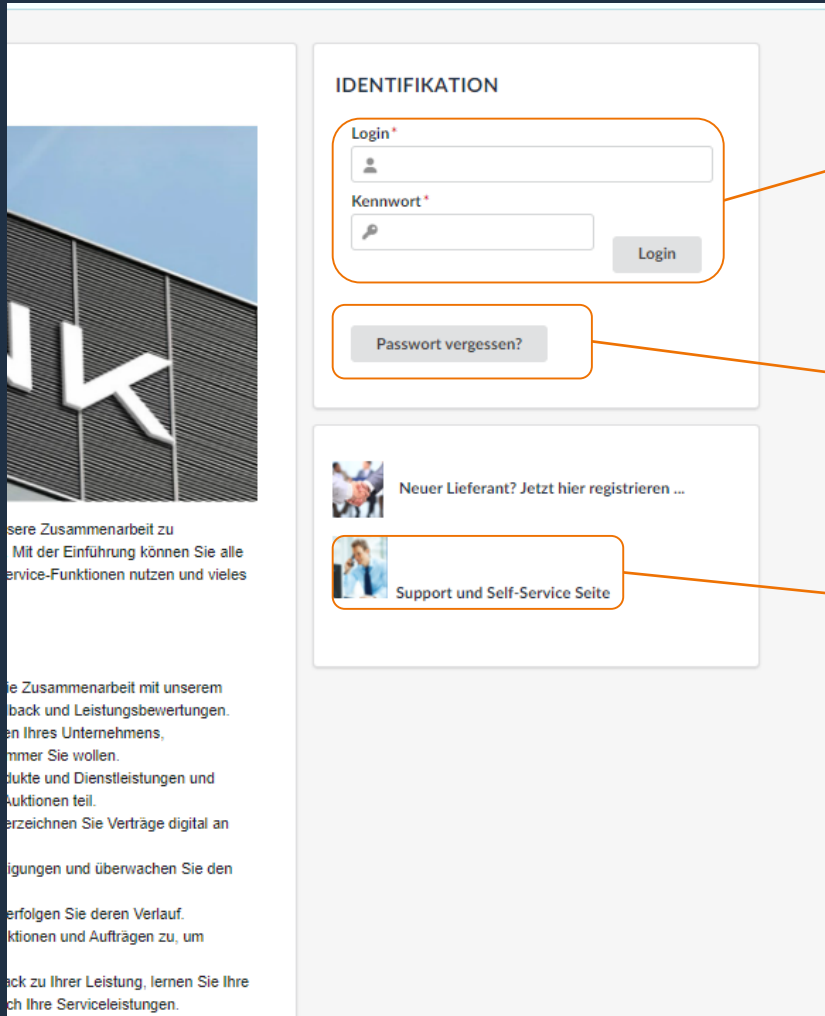 IDENTIFIKATION
Login*
Kennwort*
Login
Passwort vergessen?
Neuer Lieferant? Jetzt hier registrieren ...
Support und Self-Service Seite
NK
sere Zusammenarbeit zu
Mit der Einführung können Sie alle
ervice-Funktionen nutzen und vieles
ie Zusammenarbeit mit unserem
back und Leistungsbewertungen.
en Ihres Unternehmens,
mmer Sie wollen.
dukte und Dienstleistungen und
Auktionen teil.
erzeichnen Sie Verträge digital an
igungen und überwachen Sie den
erfolgen Sie deren Verlauf.
ktionen und Aufträgen zu, um
ack zu Ihrer Leistung, lernen Sie Ihre
ch Ihre Serviceleistungen.